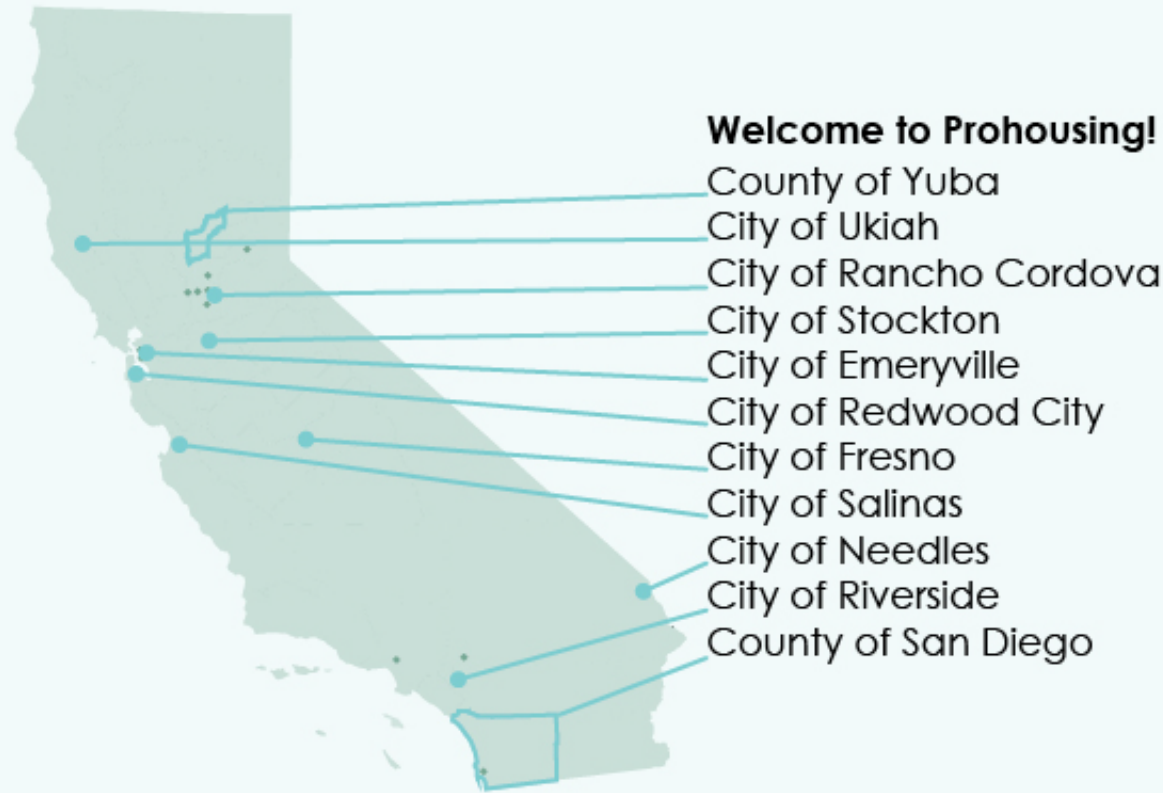 Welcome to Prohousing!
County of Yuba
City of Ukiah
City of Rancho Cordova
City of Stockton
City of Emeryville
City of Redwood City
City of Fresno
City of Salinas
City of Needles
City of Riverside
County of San Diego